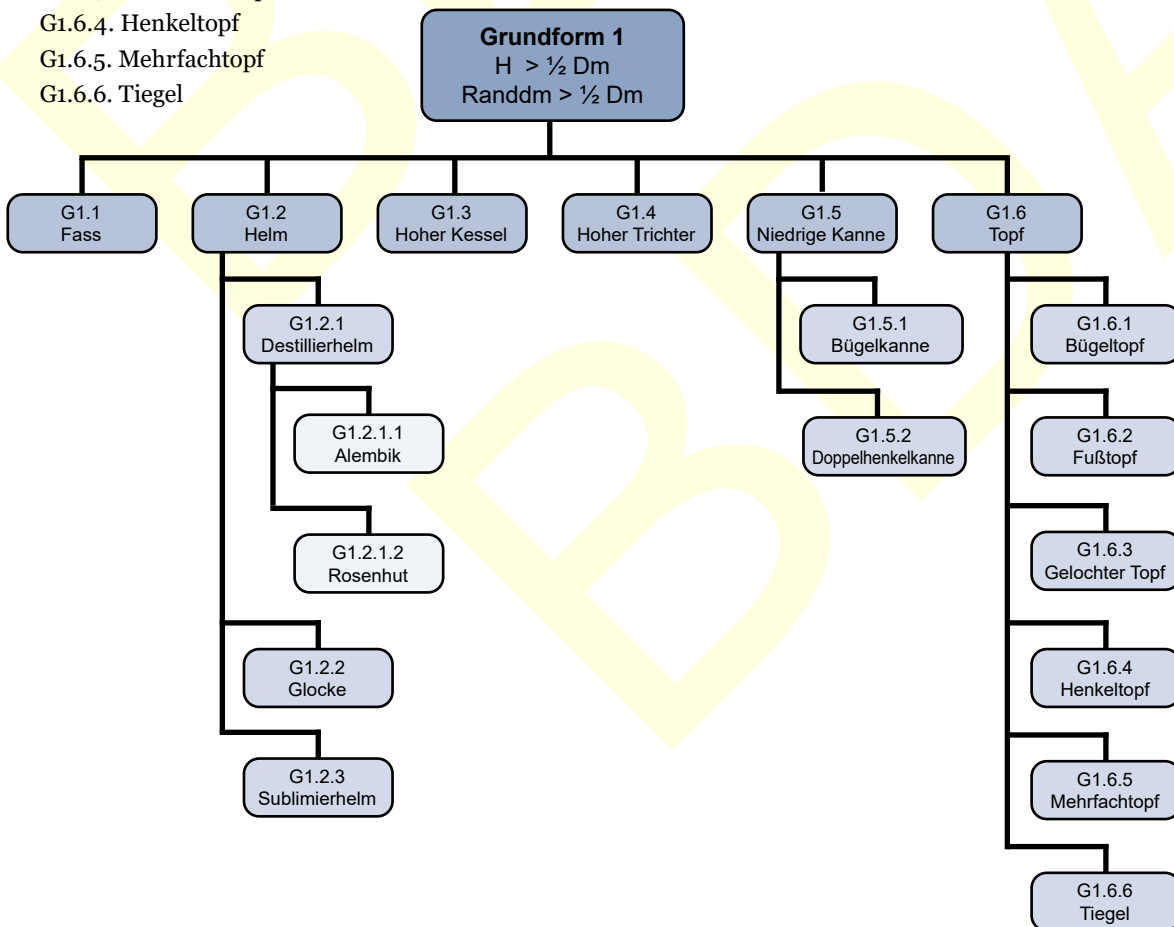 G1.6.4. Henkeltopf
G1.6.5. Mehrfachtopf
G1.6.6. Tiegel
Grundform 1
H > ½ Dm
Randdm > ½ Dm
G1.1
Fass
G1.2
Helm
G1.3
Hoher Kessel
G1.4
Hoher Trichter
G1.5
Niedrige Kanne
G1.6
Topf
G1.2.1
Destillierhelm
G1.5.1
Bügelkanne
G1.6.1
Bügeltopf
G1.2.1.1
Alembik
G1.5.2
Doppelhenkelkanne
G1.6.2
Fußtopf
G1.2.1.2
Rosenhut
G1.6.3
Gelochter Topf
G1.2.2
Glocke
G1.6.4
Henkeltopf
G1.2.3
Sublimierhelm
G1.6.5
Mehrfachtopf
G1.6.6
Tiegel